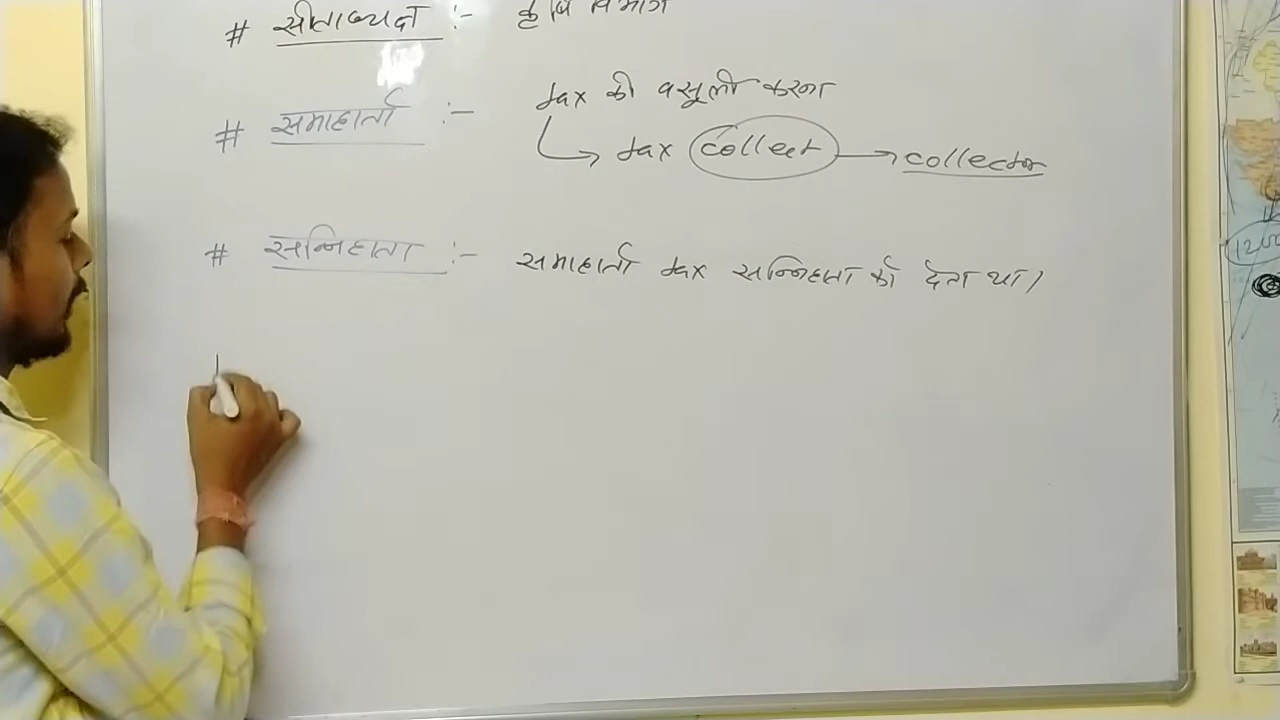 # सीताध्यक्ष :- कृषि विभाग
# समाहर्ता :- tax की वसूली करना
↳ tax collect → collector
# सन्निहाता :- समाहर्ता tax सन्निहाता को देता था।